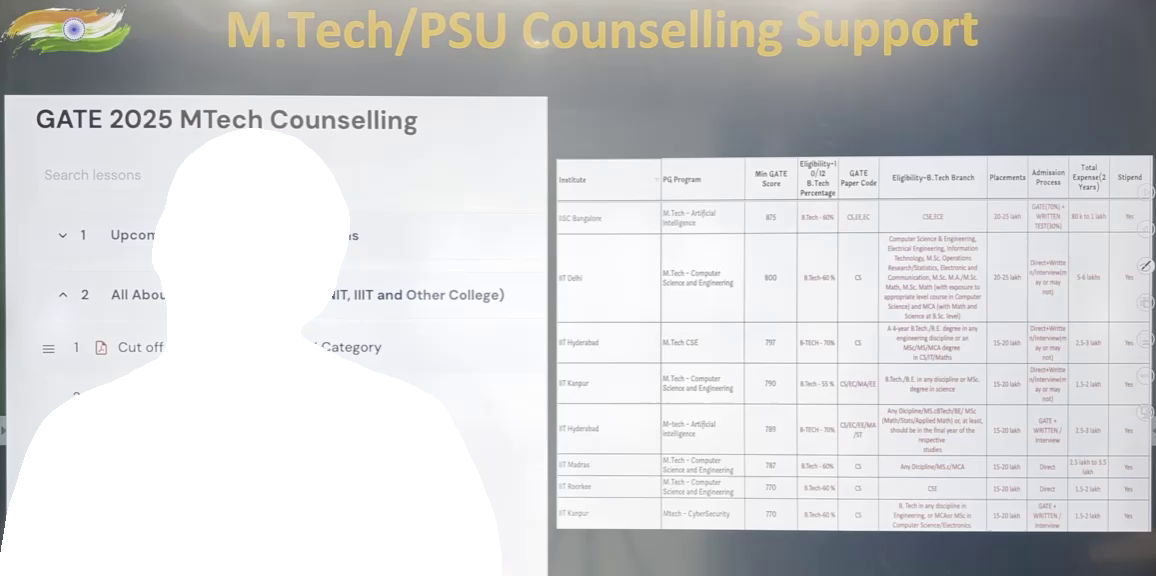 M.Tech/PSU Counselling Support
GATE 2025 MTech Counselling
Search lessons
1 Upcom
2 All Abou IIT, IIIT and Other College)
1 Cut off Category
Institute
PG Program
Min GATE
Score
Eligibility-1
0/12
B.Tech
Percentage
GATE
Paper Code
Eligibility-B.Tech Branch
Placements
Admission
Process
Total
Expense(2
Years)
Stipend
IISC Bangalore
M.Tech - Artificial
Intelligence
875
B.Tech - 60%
CS,EE,EC
CSE,ECE
20-25 lakh
GATE(70%) +
WRITTEN
TEST(30%)
80 k to 1 lakh
Yes
IIT Delhi
M.Tech - Computer
Science and Engineering
800
B.Tech-60 %
CS
Computer Science & Engineering,
Electrical Engineering, Information
Technology, M.Sc. Operations
Research/Statistics, Electronic and
Communication, M.Sc. M.A./M.Sc.
Math, M.Sc. Math (with exposure to
appropriate level course in Computer
Science) and MCA (with Math and
Science at B.Sc. level)
20-25 lakh
Direct+Writte
n/Interview(m
ay or may
not)
5-6 lakhs
Yes
IIT Hyderabad
M.Tech CSE
797
B-TECH - 70%
CS
A 4-year B.Tech./B.E. degree in any
engineering discipline or an
MSc/MS/MCA degree
in CS/IT/Maths
15-20 lakh
Direct+Writte
n/Interview(m
ay or may
not)
2.5-3 lakh
Yes
IIT Kanpur
M.Tech - Computer
Science and Engineering
790
B.Tech - 55 %
CS/EC/MA/EE
B.Tech./B.E. in any discipline or MSc.
degree in science
15-20 lakh
Direct+Writte
n/Interview(m
ay or may
not)
1.5-2 lakh
Yes
IIT Hyderabad
M-tech - Artificial
Intelligence
789
B-TECH - 70%
CS/EC/EE/MA
/ST
Any Dicipline/MS.cBTech/BE/ MSc
(Math/Stats/Applied Math) or, at least,
should be in the final year of the
respective
studies
15-20 lakh
GATE +
WRITTEN /
Interview
2.5-3 lakh
Yes
IIT Madras
M.Tech - Computer
Science and Engineering
787
B.Tech - 60%
CS
Any Dicipline/MS.c/MCA
15-20 lakh
Direct
2.5 lakh to 3.5
lakh
Yes
IIT Roorkee
M.Tech - Computer
Science and Engineering
770
B.Tech-60 %
CS
CSE
15-20 lakh
Direct
1.5-2 lakh
Yes
IIT Kanpur
Mtech - CyberSecurity
770
B.Tech-60 %
CS
B. Tech in any discipline in
Engineering, or MCAor MSc in
Computer Science/Electronics
15-20 lakh
GATE +
WRITTEN /
Interview
1.5-2 lakh
Yes